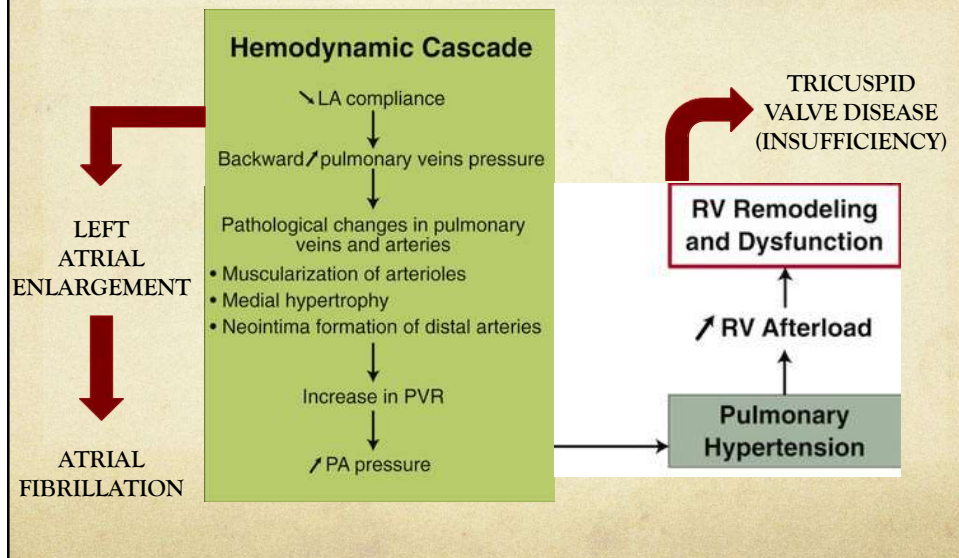 Hemodynamic Cascade
↘ LA compliance
Backward ↗ pulmonary veins pressure
Pathological changes in pulmonary
veins and arteries
• Muscularization of arterioles
• Medial hypertrophy
• Neointima formation of distal arteries
Increase in PVR
↗ PA pressure
LEFT
ATRIAL
ENLARGEMENT
ATRIAL
FIBRILLATION
Pulmonary
Hypertension
↗ RV Afterload
RV Remodeling
and Dysfunction
TRICUSPID
VALVE DISEASE
(INSUFFICIENCY)